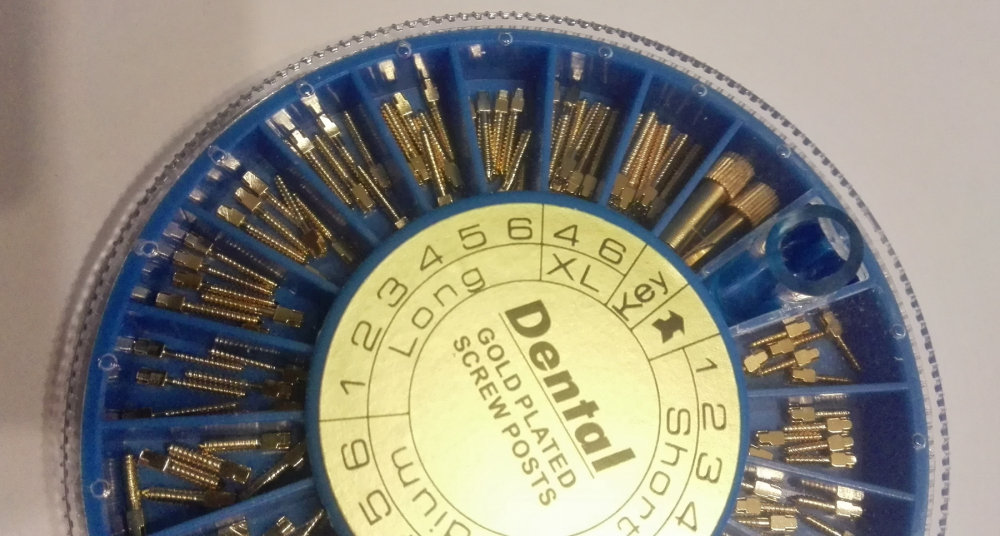 Dental
GOLD PLATED
SCREW POSTS
1 2 3 4 5 6
Long
4 6
XL
Key
1 2 3 4
Short
5 6